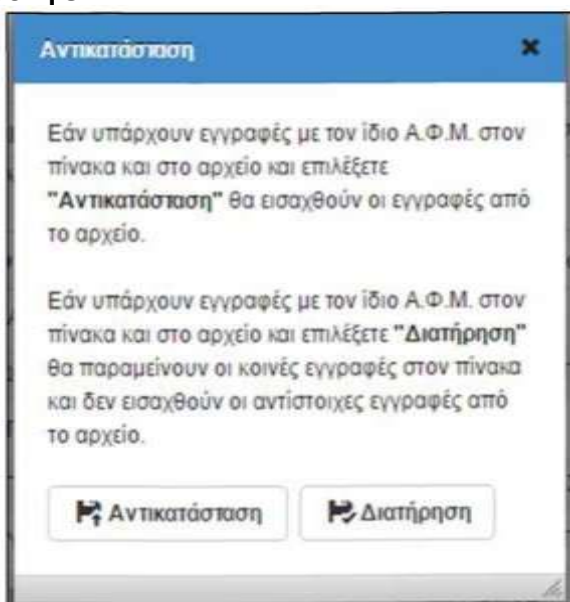 Αντικατάσταση
Εάν υπάρχουν εγγραφές με τον ίδιο Α.Φ.Μ. στον
πίνακα και στο αρχείο και επιλέξετε
"Αντικατάσταση" θα εισαχθούν οι εγγραφές από
το αρχείο.
Εάν υπάρχουν εγγραφές με τον ίδιο Α.Φ.Μ. στον
πίνακα και στο αρχείο και επιλέξετε "Διατήρηση"
θα παραμείνουν οι κοινές εγγραφές στον πίνακα
και δεν εισαχθούν οι αντίστοιχες εγγραφές από
το αρχείο.
Αντικατάσταση Διατήρηση